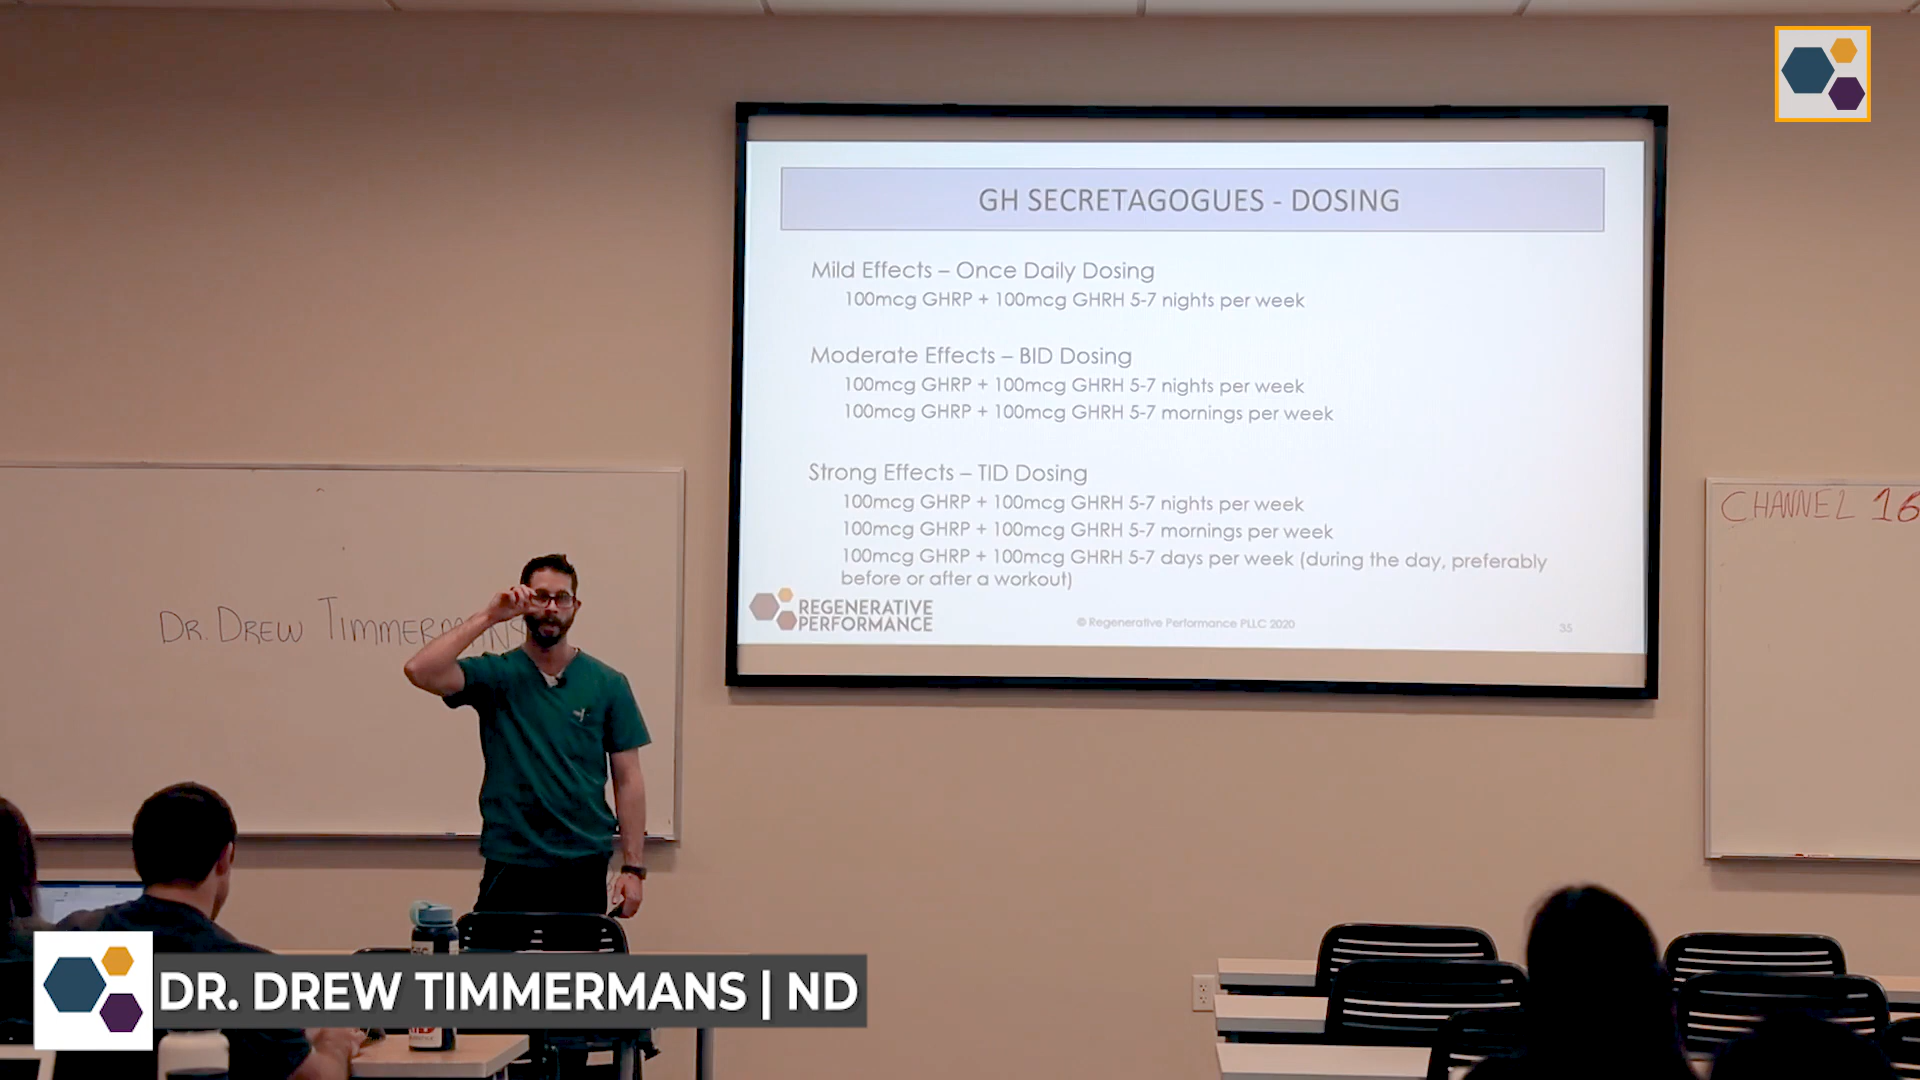 GH SECRETAGOGUES - DOSING
Mild Effects – Once Daily Dosing
100mcg GHRP + 100mcg GHRH 5-7 nights per week
Moderate Effects – BID Dosing
100mcg GHRP + 100mcg GHRH 5-7 nights per week
100mcg GHRP + 100mcg GHRH 5-7 mornings per week
Strong Effects – TID Dosing
100mcg GHRP + 100mcg GHRH 5-7 nights per week
100mcg GHRP + 100mcg GHRH 5-7 mornings per week
100mcg GHRP + 100mcg GHRH 5-7 days per week (during the day, preferably
before or after a workout)
REGENERATIVE
PERFORMANCE
© Regenerative Performance PLLC 2020
35
CHANNEL 16
DR. DREW TIMMERMANS
DR. DREW TIMMERMANS | ND